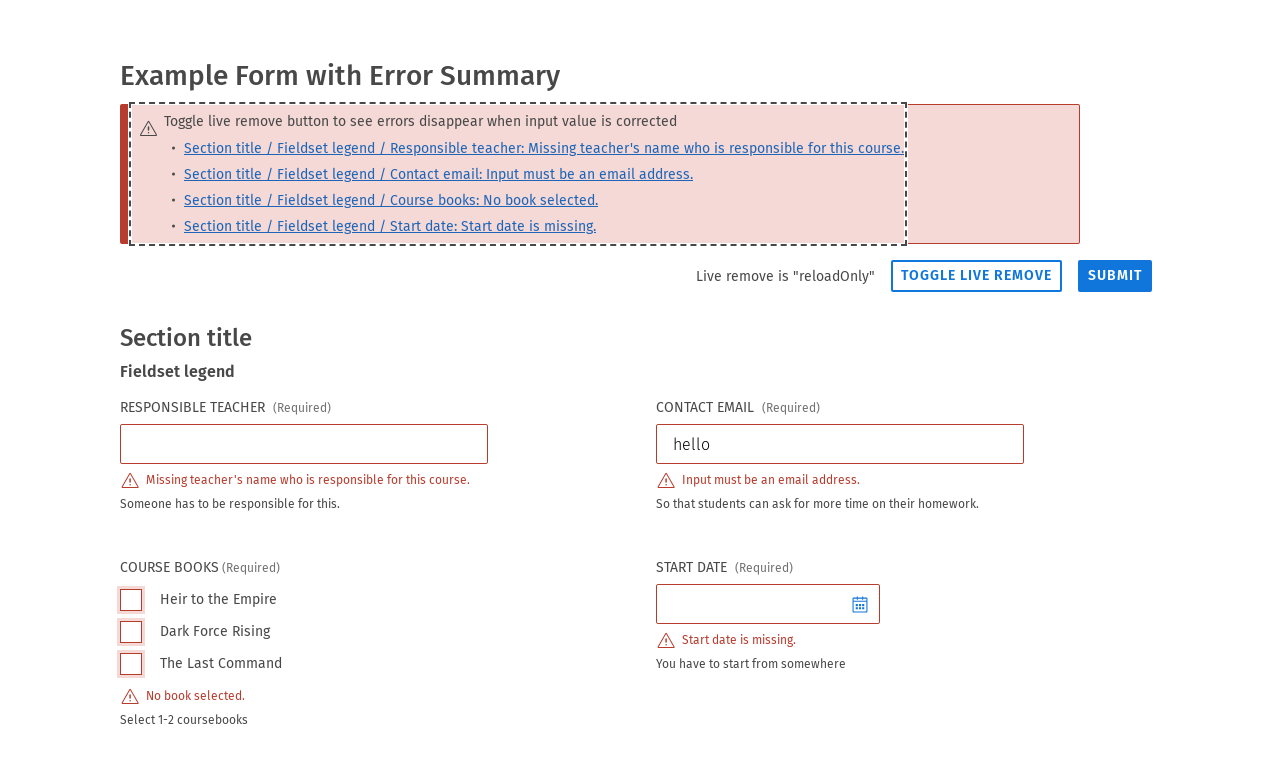 Example Form with Error Summary
Toggle live remove button to see errors disappear when input value is corrected
• Section title / Fieldset legend / Responsible teacher: Missing teacher's name who is responsible for this course.
• Section title / Fieldset legend / Contact email: Input must be an email address.
• Section title / Fieldset legend / Course books: No book selected.
• Section title / Fieldset legend / Start date: Start date is missing.
Live remove is "reloadOnly" TOGGLE LIVE REMOVE SUBMIT
Section title
Fieldset legend
RESPONSIBLE TEACHER (Required)
Missing teacher's name who is responsible for this course.
Someone has to be responsible for this.
CONTACT EMAIL (Required)
hello
Input must be an email address.
So that students can ask for more time on their homework.
COURSE BOOKS (Required)
Heir to the Empire
Dark Force Rising
The Last Command
No book selected.
Select 1-2 coursebooks
START DATE (Required)
Start date is missing.
You have to start from somewhere